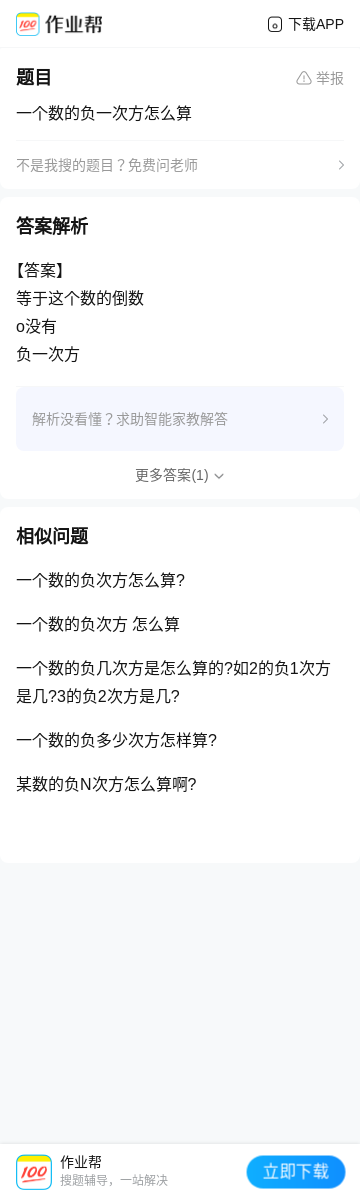 100 作业帮 下载APP
题目 举报
一个数的负一次方怎么算
不是我搜的题目？免费问老师
答案解析
【答案】
等于这个数的倒数
o没有
负一次方
解析没看懂？求助智能家教解答
更多答案(1)
相似问题
一个数的负次方怎么算?
一个数的负次方 怎么算
一个数的负几次方是怎么算的?如2的负1次方
是几?3的负2次方是几?
一个数的负多少次方怎样算?
某数的负N次方怎么算啊?
100 作业帮 立即下载
搜题辅导，一站解决